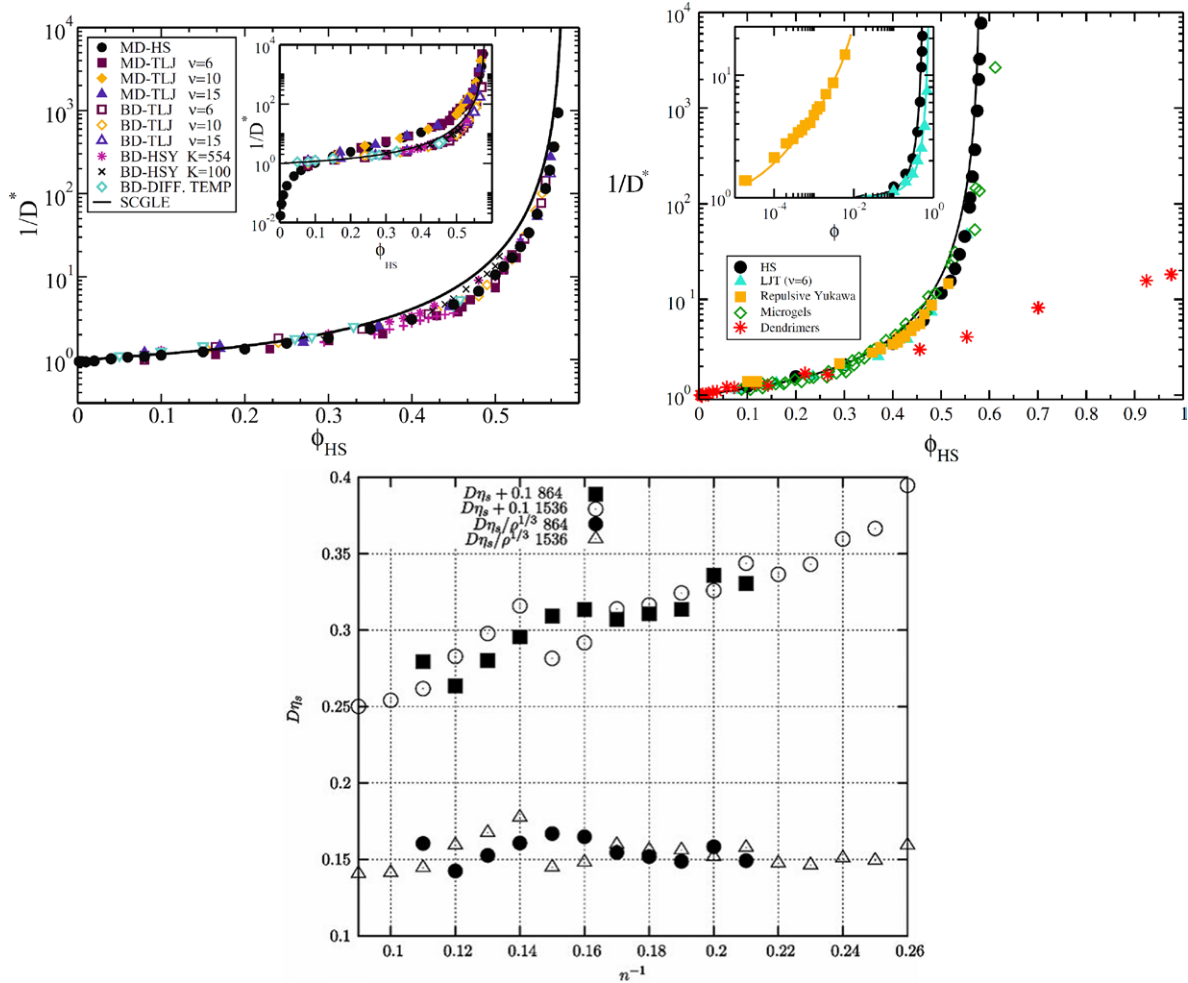 10^4
10^3
10^2
10^1
10^0
1/D*
MD-HS
MD-TLJ ν=6
MD-TLJ ν=10
MD-TLJ ν=15
BD-TLJ ν=6
BD-TLJ ν=10
BD-TLJ ν=15
BD-HSY K=554
BD-HSY K=100
BD-DIFF. TEMP
SCGLE
10^4
10^2
10^0
10^-2
1/D*
0 0.1 0.2 0.3 0.4 0.5
ϕHS
0 0.1 0.2 0.3 0.4 0.5
ϕHS
10^4
10^3
10^2
10^1
10^0
1/D*
10^1
10^0
10^-4 10^-2 10^0
ϕ
HS
LJT (ν=6)
Repulsive Yukawa
Microgels
Dendrimers
0 0.1 0.2 0.3 0.4 0.5 0.6 0.7 0.8 0.9 1
ϕHS
0.4
0.35
0.3
0.25
0.2
0.15
0.1
Dηs
Dηs + 0.1 864
Dηs + 0.1 1536
Dηs/ρ^1/3 864
Dηs/ρ^1/3 1536
0.1 0.12 0.14 0.16 0.18 0.2 0.22 0.24 0.26
n^-1